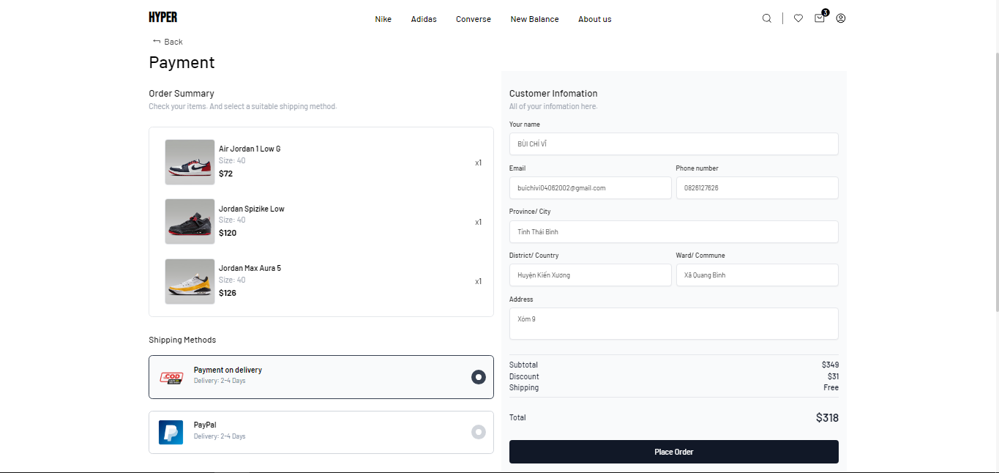 HYPER
Nike Adidas Converse New Balance About us
3
Back
Payment
Order Summary
Check your items. And select a suitable shipping method.
Air Jordan 1 Low G
Size: 40
$72
x1
Jordan Spizike Low
Size: 40
$120
x1
Jordan Max Aura 5
Size: 40
$126
x1
Shipping Methods
COD
Payment on delivery
Delivery: 2-4 Days
PayPal
Delivery: 2-4 Days
Customer Infomation
All of your infomation here.
Your name
BÙI CHÍ VĨ
Email
buichivi04062002@gmail.com
Phone number
0826127626
Province/ City
Tỉnh Thái Bình
District/ Country
Huyện Kiến Xương
Ward/ Commune
Xã Quang Bình
Address
Xóm 9
Subtotal $349
Discount $31
Shipping Free
Total $318
Place Order